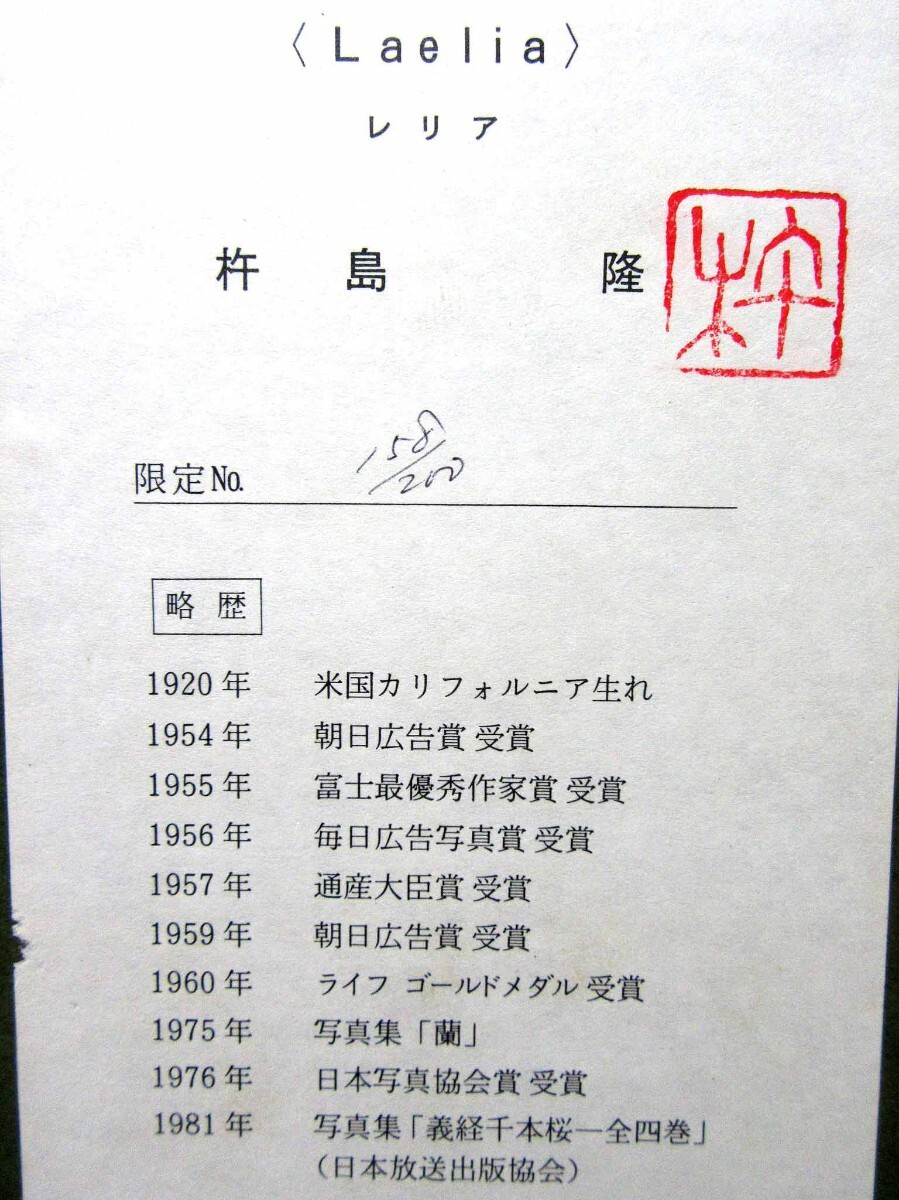 〈Laelia〉
レリア
杵島 隆
杵
限定No. 158/200
略歴
1920年 米国カリフォルニア生れ
1954年 朝日広告賞 受賞
1955年 富士最優秀作家賞 受賞
1956年 毎日広告写真賞 受賞
1957年 通産大臣賞 受賞
1959年 朝日広告賞 受賞
1960年 ライフ ゴールドメダル 受賞
1975年 写真集「蘭」
1976年 日本写真協会賞 受賞
1981年 写真集「義経千本桜―全四巻」
（日本放送出版協会）